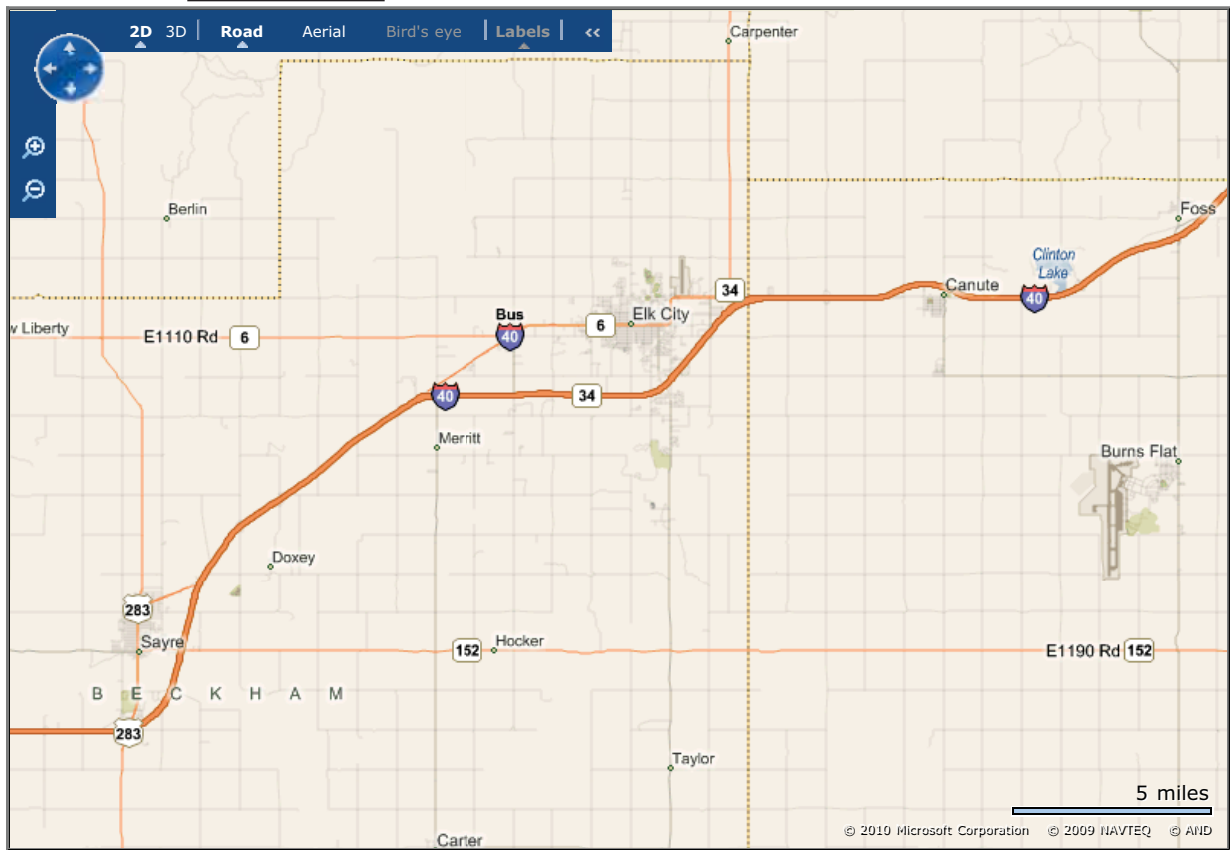 2D 3D | Road Aerial Bird's eye | Labels | <<
Carpenter
Berlin
Foss
Clinton
Lake
Canute
40
34
Elk City
6
Bus
40
w Liberty
E1110 Rd 6
40
34
Merritt
Burns Flat
Doxey
283
Sayre
152
Hocker
E1190 Rd 152
BECKHAM
283
Taylor
5 miles
Carter
© 2010 Microsoft Corporation © 2009 NAVTEQ © AND